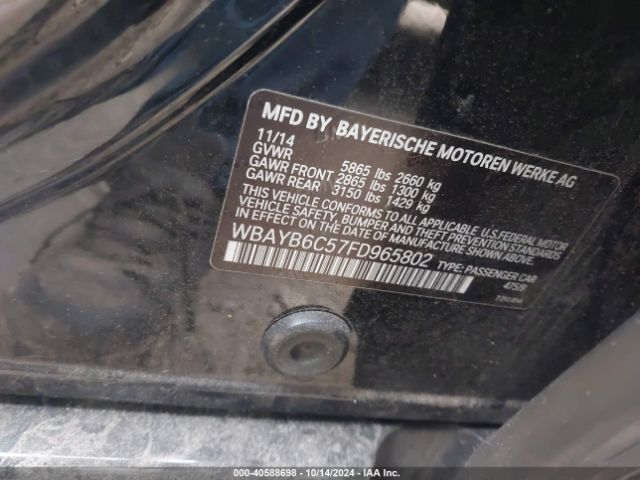 MFD BY BAYERISCHE MOTOREN WERKE AG
11/14
GVWR 5865 lbs 2660 kg
GAWR FRONT 2865 lbs 1300 kg
GAWR REAR 3150 lbs 1429 kg
THIS VEHICLE CONFORMS TO ALL APPLICABLE U.S. FEDERAL MOTOR
VEHICLE SAFETY, BUMPER AND THEFT PREVENTION STANDARDS IN
EFFECT ON THE DATE OF MANUFACTURE SHOWN ABOVE.
WBAYB6C57FD965802 TYPE: PASSENGER CAR
475/9
000-40588698 - 10/14/2024 - IAA Inc.